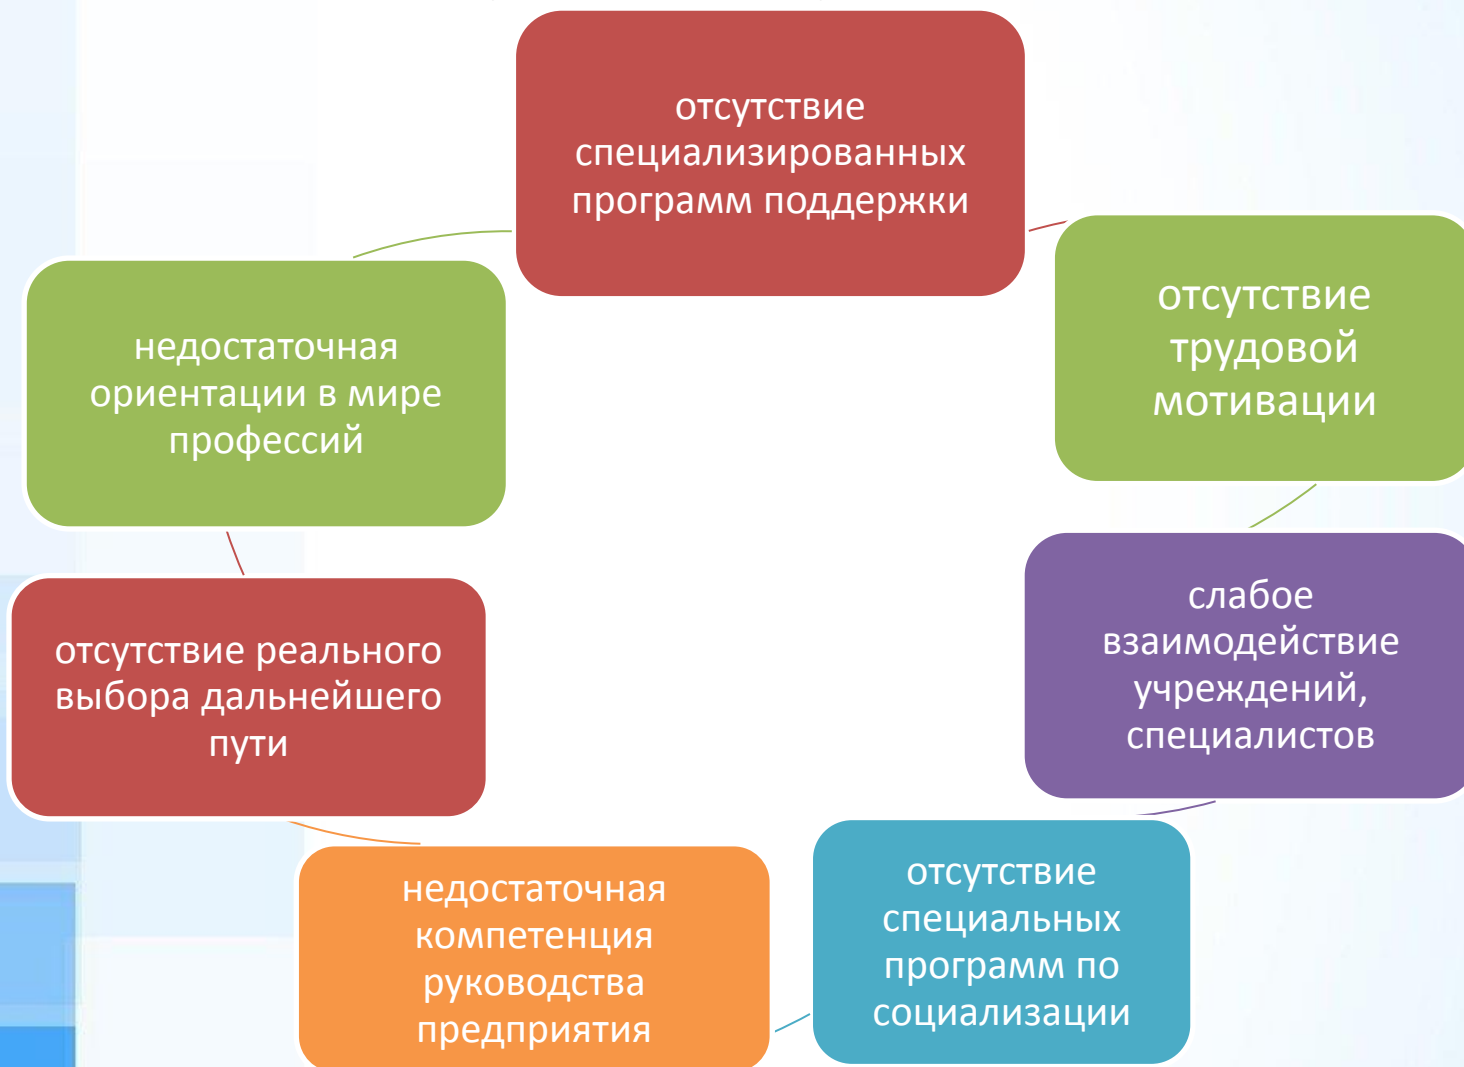 отсутствие
специализированных
программ поддержки
отсутствие
трудовой
мотивации
слабое
взаимодействие
учреждений,
специалистов
отсутствие
специальных
программ по
социализации
недостаточная
компетенция
руководства
предприятия
отсутствие реального
выбора дальнейшего
пути
недостаточная
ориентации в мире
профессий